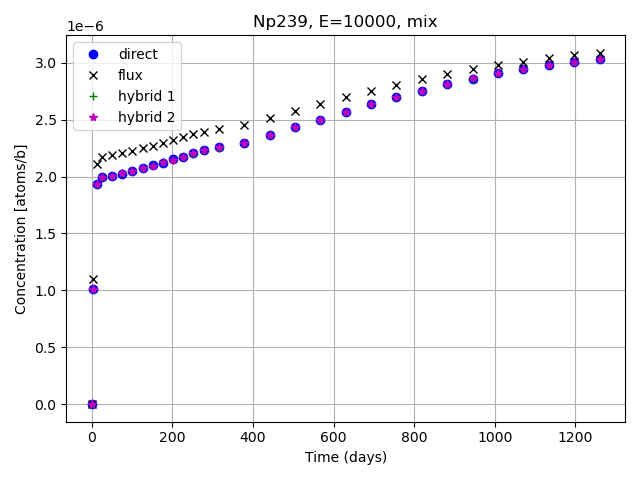 Np239, E=10000, mix
1e−6
direct
flux
hybrid 1
hybrid 2
3.0
2.5
2.0
1.5
1.0
0.5
0.0
Concentration [atoms/b]
0 200 400 600 800 1000 1200
Time (days)